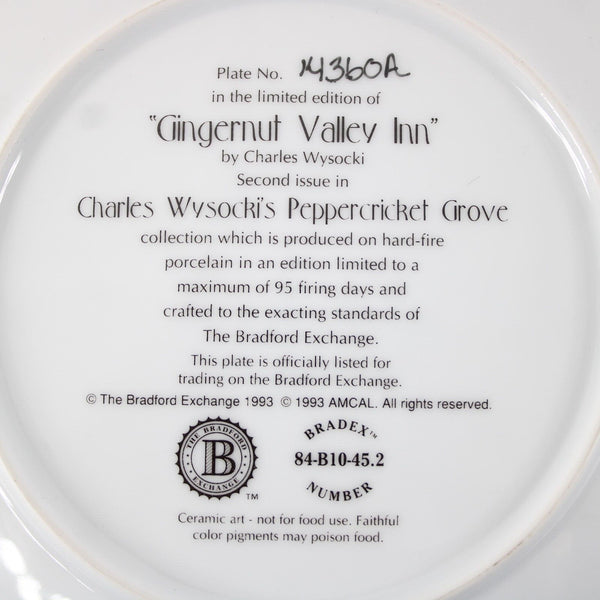 Plate No. 14360A
in the limited edition of
"Gingernut Valley Inn"
by Charles Wysocki
Second issue in
Charles Wysocki's Peppercricket Grove
collection which is produced on hard-fire
porcelain in an edition limited to a
maximum of 95 firing days and
crafted to the exacting standards of
The Bradford Exchange.
This plate is officially listed for
trading on the Bradford Exchange.
© The Bradford Exchange 1993 © 1993 AMCAL. All rights reserved.
THE BRADFORD
B
EXCHANGE
TM
BRADEX™
84-B10-45.2
NUMBER
Ceramic art - not for food use. Faithful
color pigments may poison food.